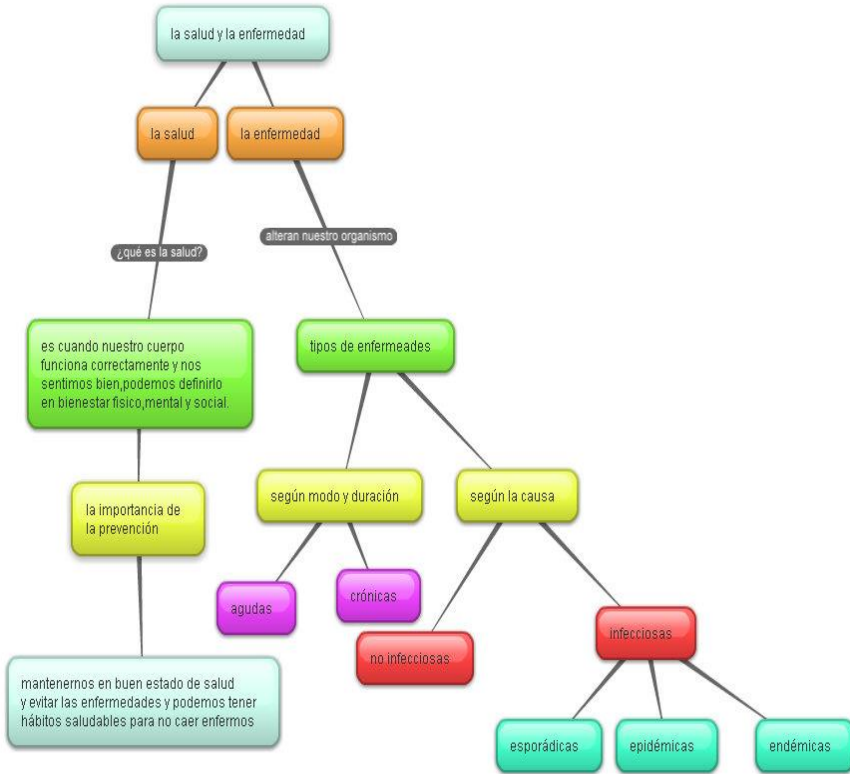 la salud y la enfermedad
la salud
la enfermedad
¿qué es la salud?
alteran nuestro organismo
es cuando nuestro cuerpo
funciona correctamente y nos
sentimos bien,podemos definirlo
en bienestar fisico,mental y social.
tipos de enfermeades
la importancia de
la prevención
según modo y duración
según la causa
agudas
crónicas
no infecciosas
infecciosas
mantenernos en buen estado de salud
y evitar las enfermedades y podemos tener
hábitos saludables para no caer enfermos
esporádicas
epidémicas
endémicas